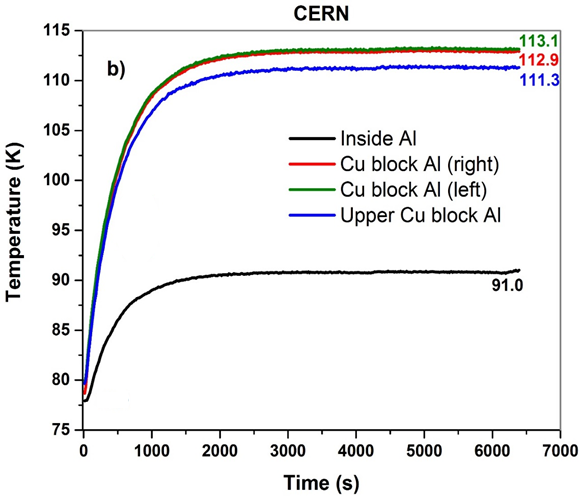 CERN
115
110
105
100
95
90
85
80
75
Temperature (K)
b)
113.1
112.9
111.3
Inside Al
Cu block Al (right)
Cu block Al (left)
Upper Cu block Al
91.0
0
1000
2000
3000
4000
5000
6000
7000
Time (s)